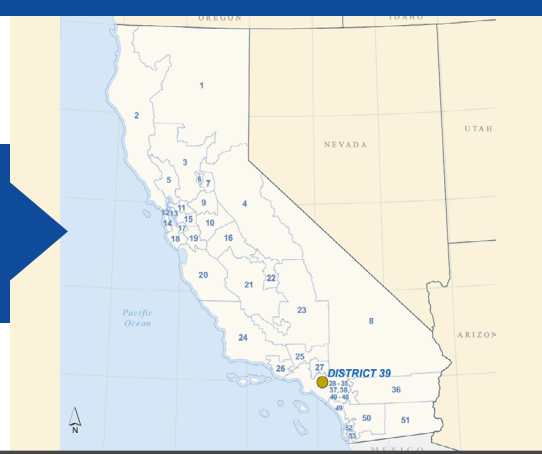 OREGON
IDAHO
1
2
UTAH
NEVADA
3
5
6
7
4
9
12
13
11
14
15
10
17
18
19
16
20
22
21
23
Pacific
Ocean
8
24
ARIZON
25
26
27
DISTRICT 39
28 - 35,
37, 38,
40 - 48
36
49
50
51
52
53
N
MEXICO